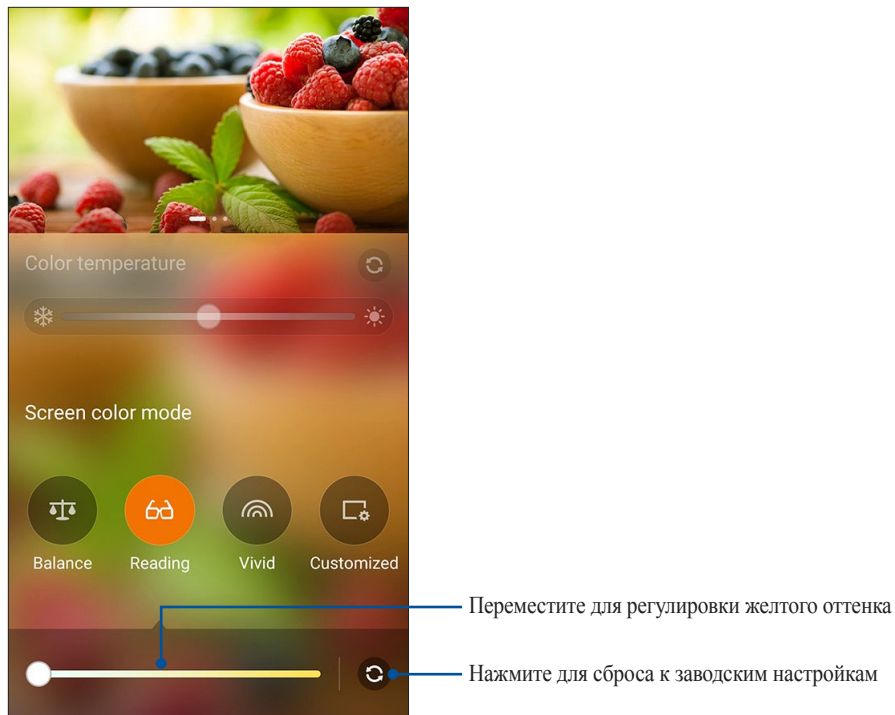 Color temperature
Screen color mode
Balance Reading Vivid Customized
Переместите для регулировки желтого оттенка
Нажмите для сброса к заводским настройкам